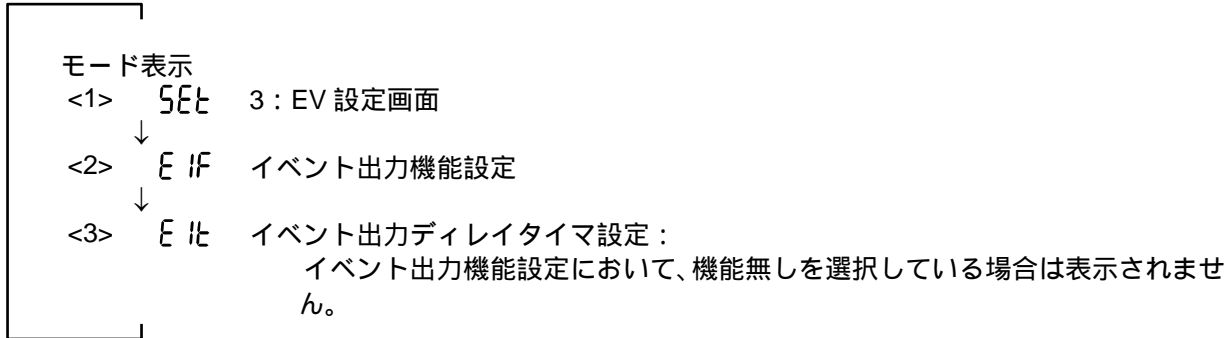 モード表示
<1> SEt 3：EV 設定画面
↓
<2> E1F イベント出力機能設定
↓
<3> E1t イベント出力ディレイタイマ設定：
イベント出力機能設定において、機能無しを選択している場合は表示されませ
ん。